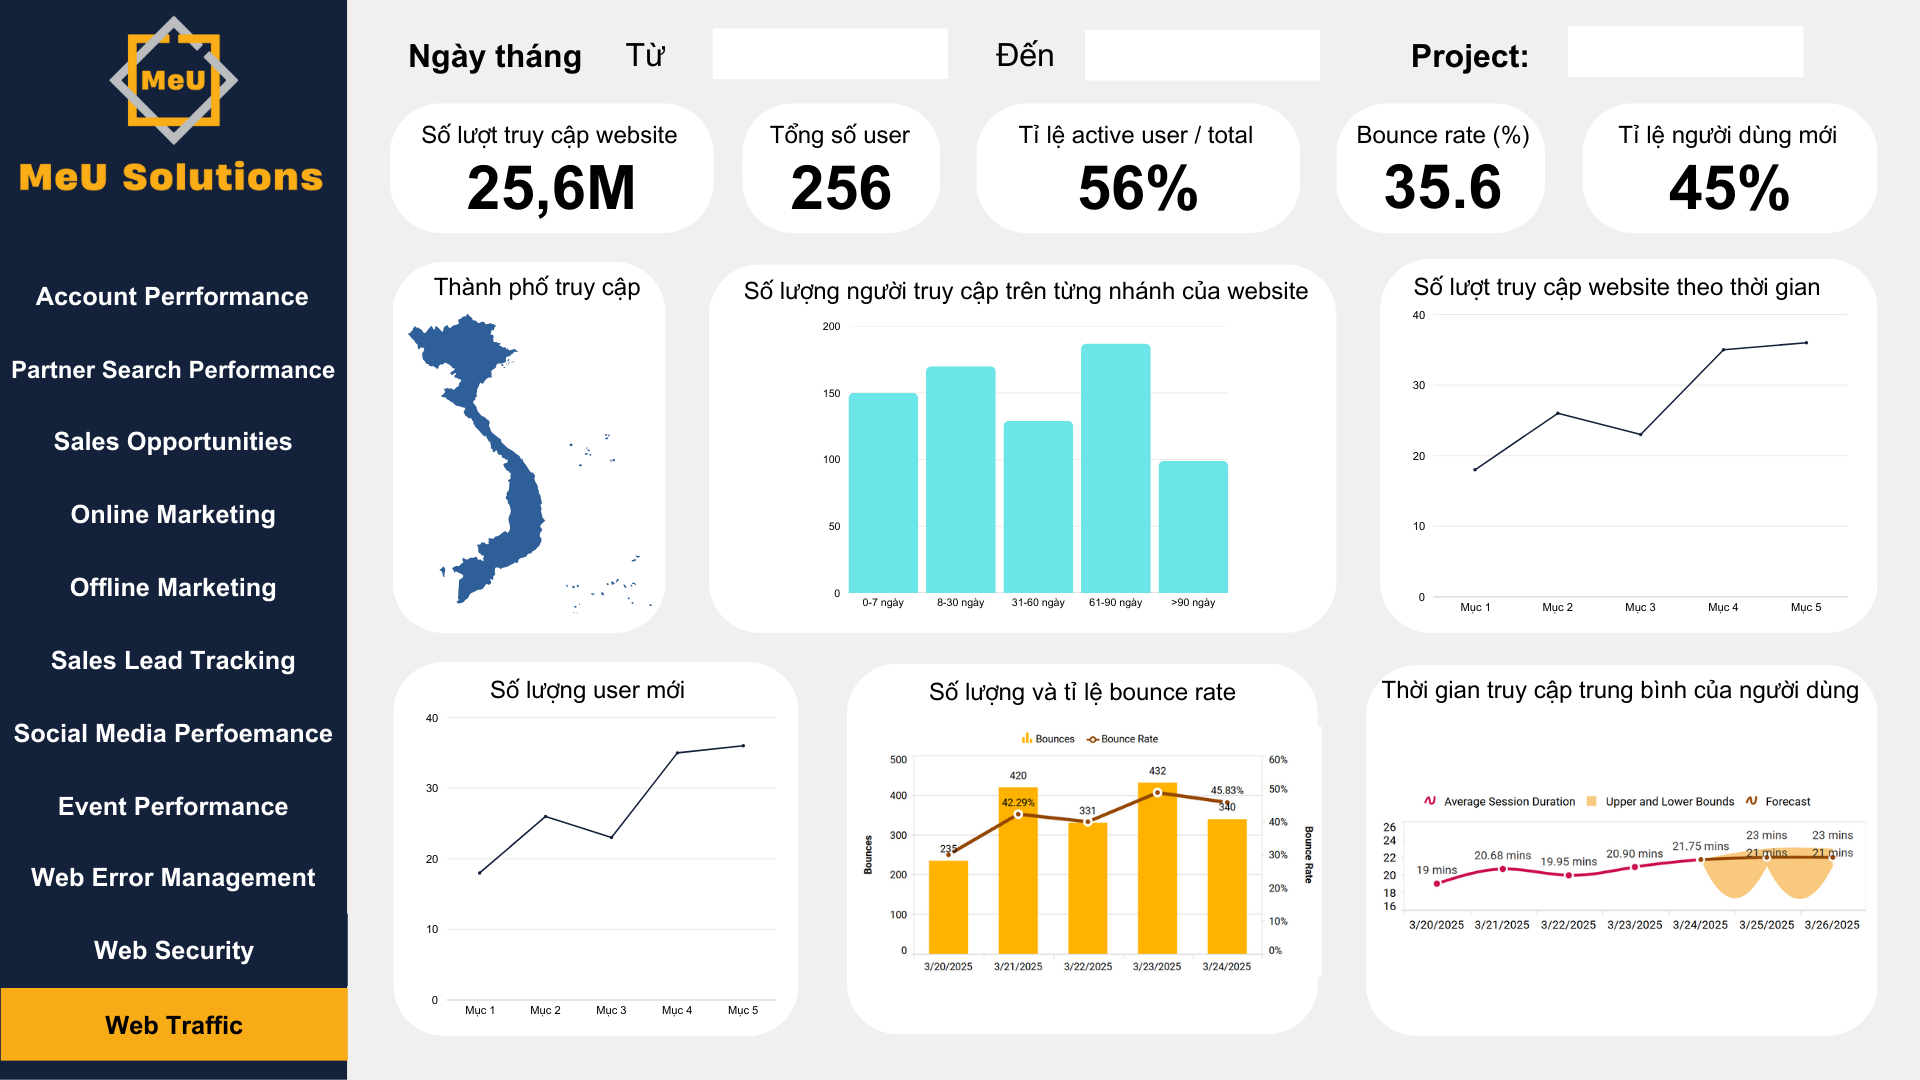 MeU
MeU Solutions
Account Perrformance
Partner Search Performance
Sales Opportunities
Online Marketing
Offline Marketing
Sales Lead Tracking
Social Media Perfoemance
Event Performance
Web Error Management
Web Security
Web Traffic
Ngày tháng Từ Đến Project:
Số lượt truy cập website
25,6M
Tổng số user
256
Tỉ lệ active user / total
56%
Bounce rate (%)
35.6
Tỉ lệ người dùng mới
45%
Thành phố truy cập
Số lượng người truy cập trên từng nhánh của website
200
150
100
50
0
0-7 ngày 8-30 ngày 31-60 ngày 61-90 ngày >90 ngày
Số lượt truy cập website theo thời gian
40
30
20
10
0
Mục 1 Mục 2 Mục 3 Mục 4 Mục 5
Số lượng user mới
40
30
20
10
0
Mục 1 Mục 2 Mục 3 Mục 4 Mục 5
Số lượng và tỉ lệ bounce rate
Bounces Bounce Rate
500 60%
400 50%
300 40%
200 30%
100 20%
0 10%
0%
Bounces
Bounce Rate
235
420
42.29%
331
432
45.83%
340
3/20/2025 3/21/2025 3/22/2025 3/23/2025 3/24/2025
Thời gian truy cập trung bình của người dùng
Average Session Duration Upper and Lower Bounds Forecast
26
24
22
20
18
16
19 mins 20.68 mins 19.95 mins 20.90 mins 21.75 mins
23 mins 23 mins
21 mins 21 mins
3/20/2025 3/21/2025 3/22/2025 3/23/2025 3/24/2025 3/25/2025 3/26/2025